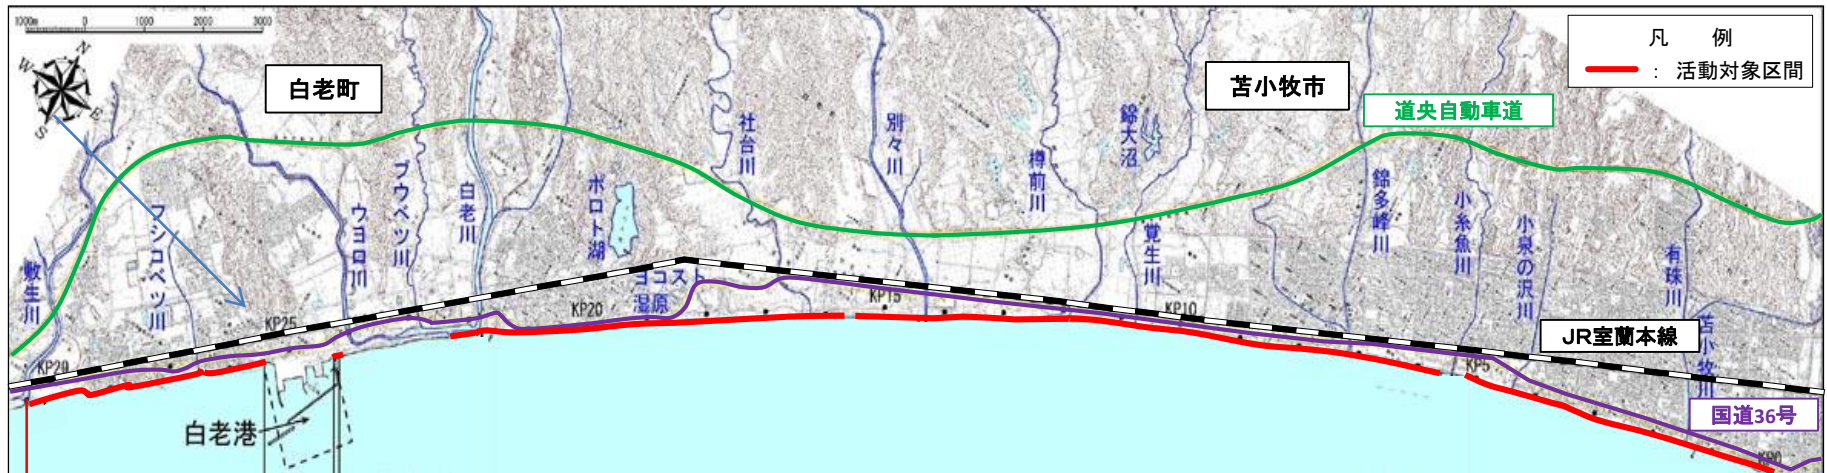 1000m 0 1000 2000 3000
N
W
E
S
白老町
苫小牧市
凡 例
: 活動対象区間
道央自動車道
敷生川
フシコベツ川
ウヨロ川
ブウベツ川
白老川
ポロト湖
社台川
別々川
樽前川
錦大沼
覚生川
錦多峰川
小糸魚川
小泉の沢川
有珠川
苫小牧川
ヨコスト
湿原
KP20
KP25
KP20
KP15
KP10
KP5
KP0
JR室蘭本線
国道36号
白老港